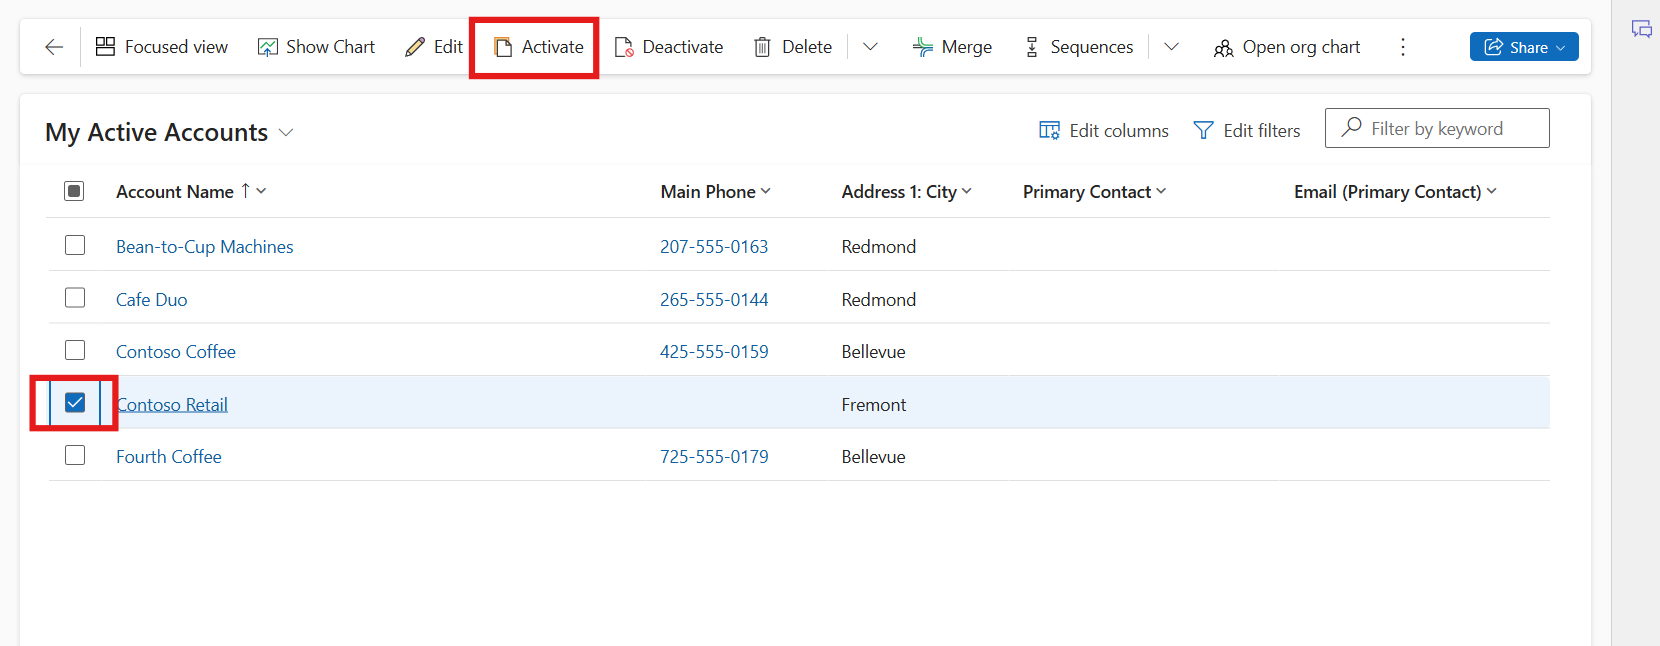 Focused view Show Chart Edit Activate Deactivate Delete Merge Sequences Open org chart Share
My Active Accounts Edit columns Edit filters Filter by keyword
Account Name Main Phone Address 1: City Primary Contact Email (Primary Contact)
Bean-to-Cup Machines 207-555-0163 Redmond
Cafe Duo 265-555-0144 Redmond
Contoso Coffee 425-555-0159 Bellevue
Contoso Retail Fremont
Fourth Coffee 725-555-0179 Bellevue